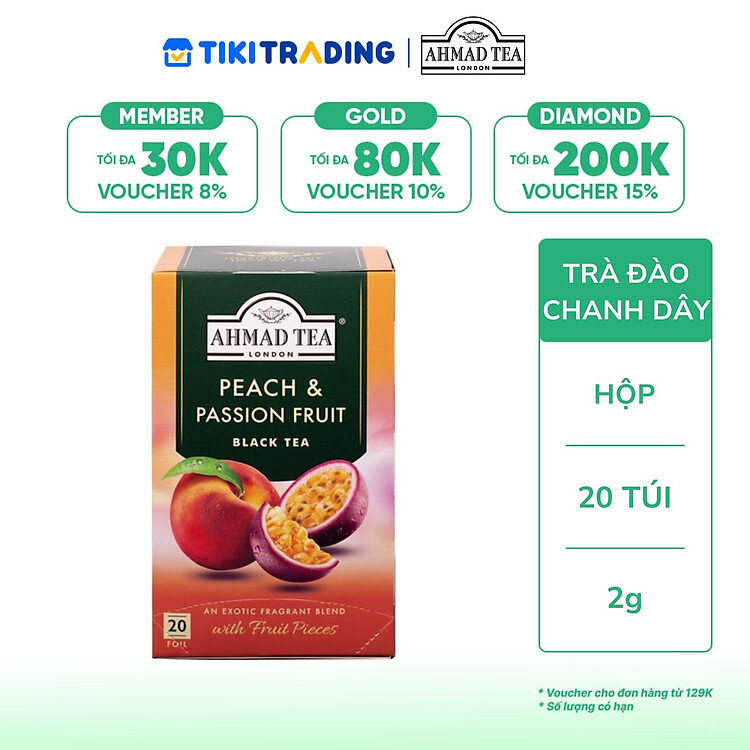 TIKITRADING
AHMAD TEA
LONDON
MEMBER
TỐI ĐA 30K
VOUCHER 8%
GOLD
TỐI ĐA 80K
VOUCHER 10%
DIAMOND
TỐI ĐA 200K
VOUCHER 15%
AHMAD TEA®
LONDON
PEACH &
PASSION FRUIT
BLACK TEA
AN EXOTIC FRAGRANT BLEND
with Fruit Pieces
20
FOIL
TRÀ ĐÀO
CHANH DÂY
HỘP
20 TÚI
2g
* Voucher cho đơn hàng từ 129K
* Số lượng có hạn